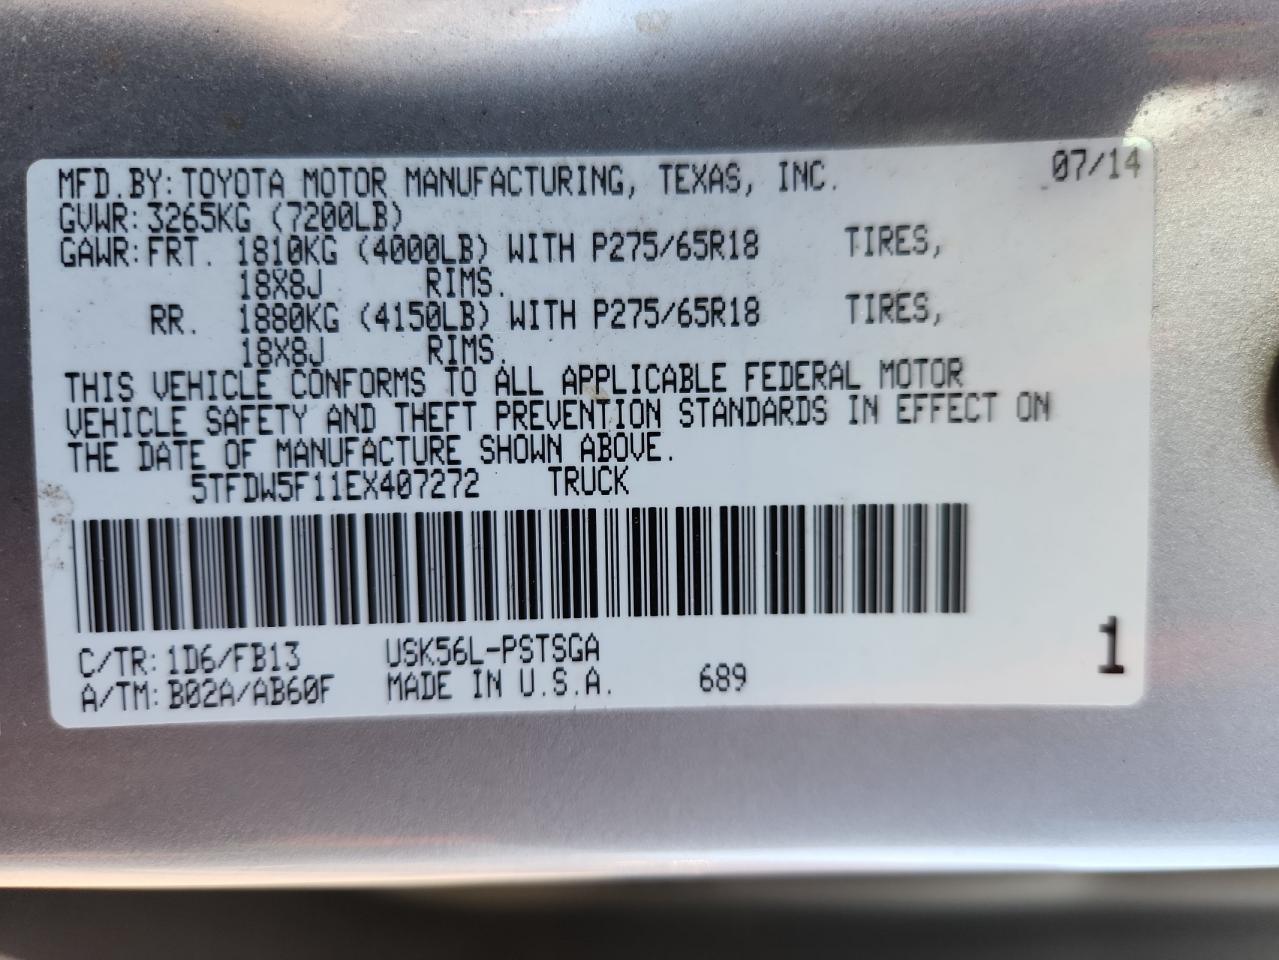 MFD.BY: TOYOTA MOTOR MANUFACTURING, TEXAS, INC. 07/14
GVWR: 3265KG (7200LB)
GAWR: FRT. 1810KG (4000LB) WITH P275/65R18 TIRES,
18X8J RIMS.
RR. 1880KG (4150LB) WITH P275/65R18 TIRES,
18X8J RIMS.
THIS VEHICLE CONFORMS TO ALL APPLICABLE FEDERAL MOTOR
VEHICLE SAFETY AND THEFT PREVENTION STANDARDS IN EFFECT ON
THE DATE OF MANUFACTURE SHOWN ABOVE.
5TFDW5F11EX407272 TRUCK
C/TR: 1D6/FB13 USK56L-PSTSGA
A/TM: B02A/AB60F MADE IN U.S.A. 689 1